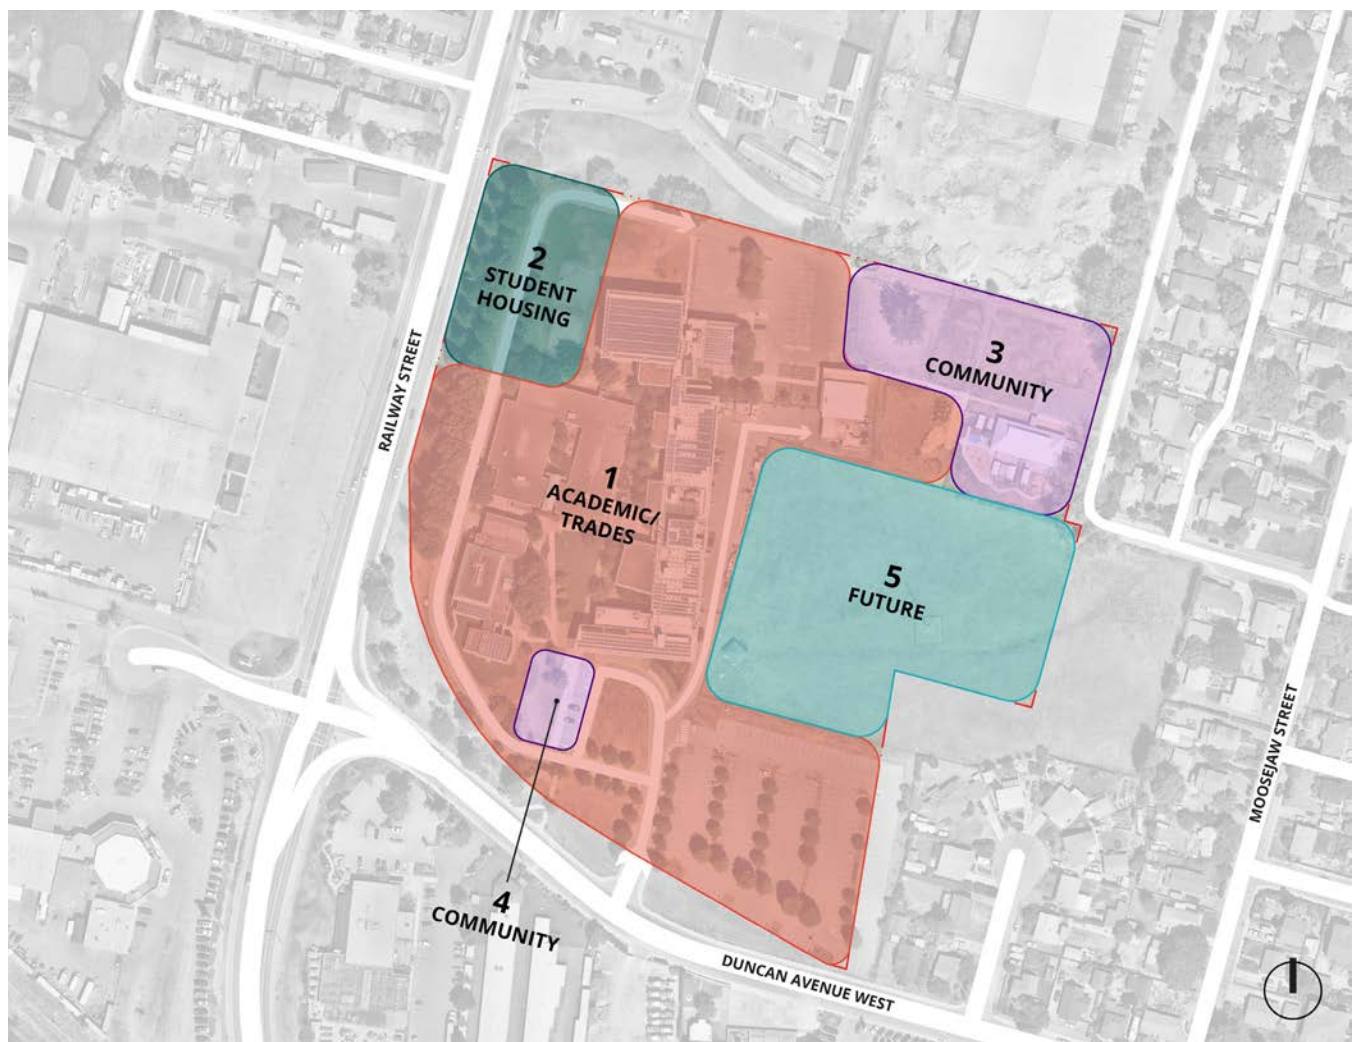 2
STUDENT
HOUSING
3
COMMUNITY
RAILWAY STREET
1
ACADEMIC/
TRADES
5
FUTURE
MOOSEJAW STREET
4
COMMUNITY
DUNCAN AVENUE WEST